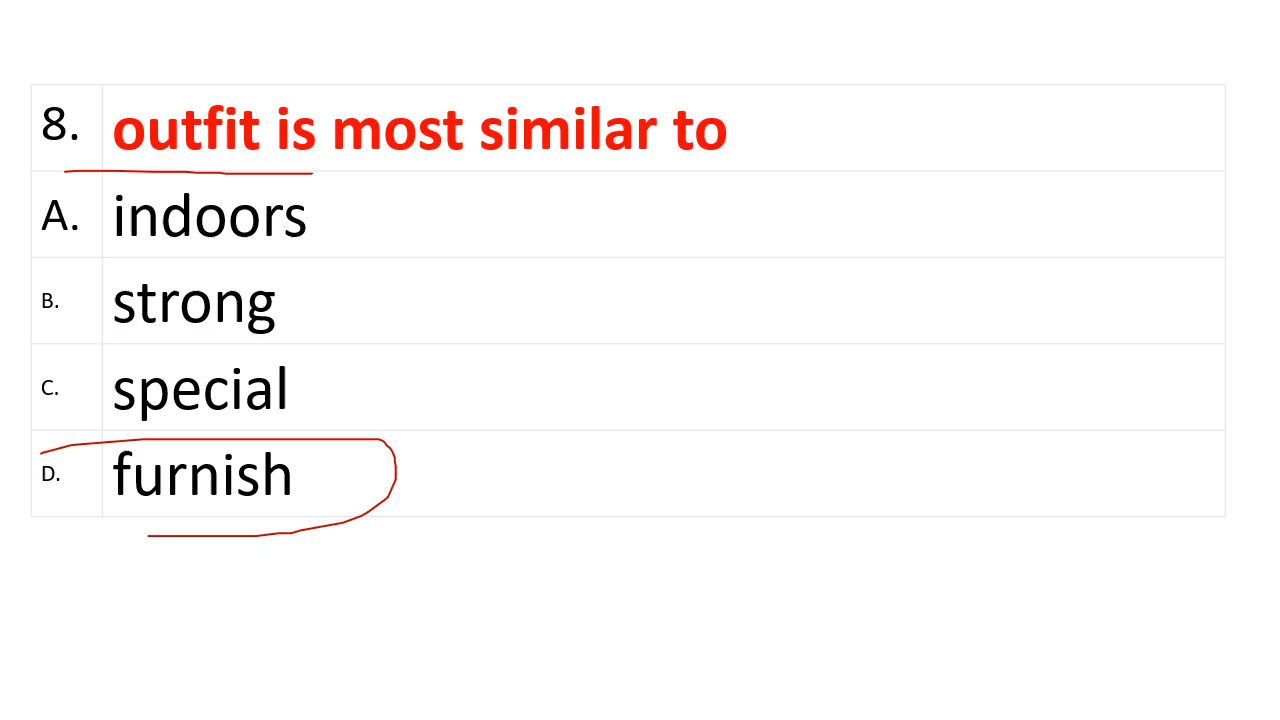 8. outfit is most similar to
A. indoors
B. strong
C. special
D. furnish